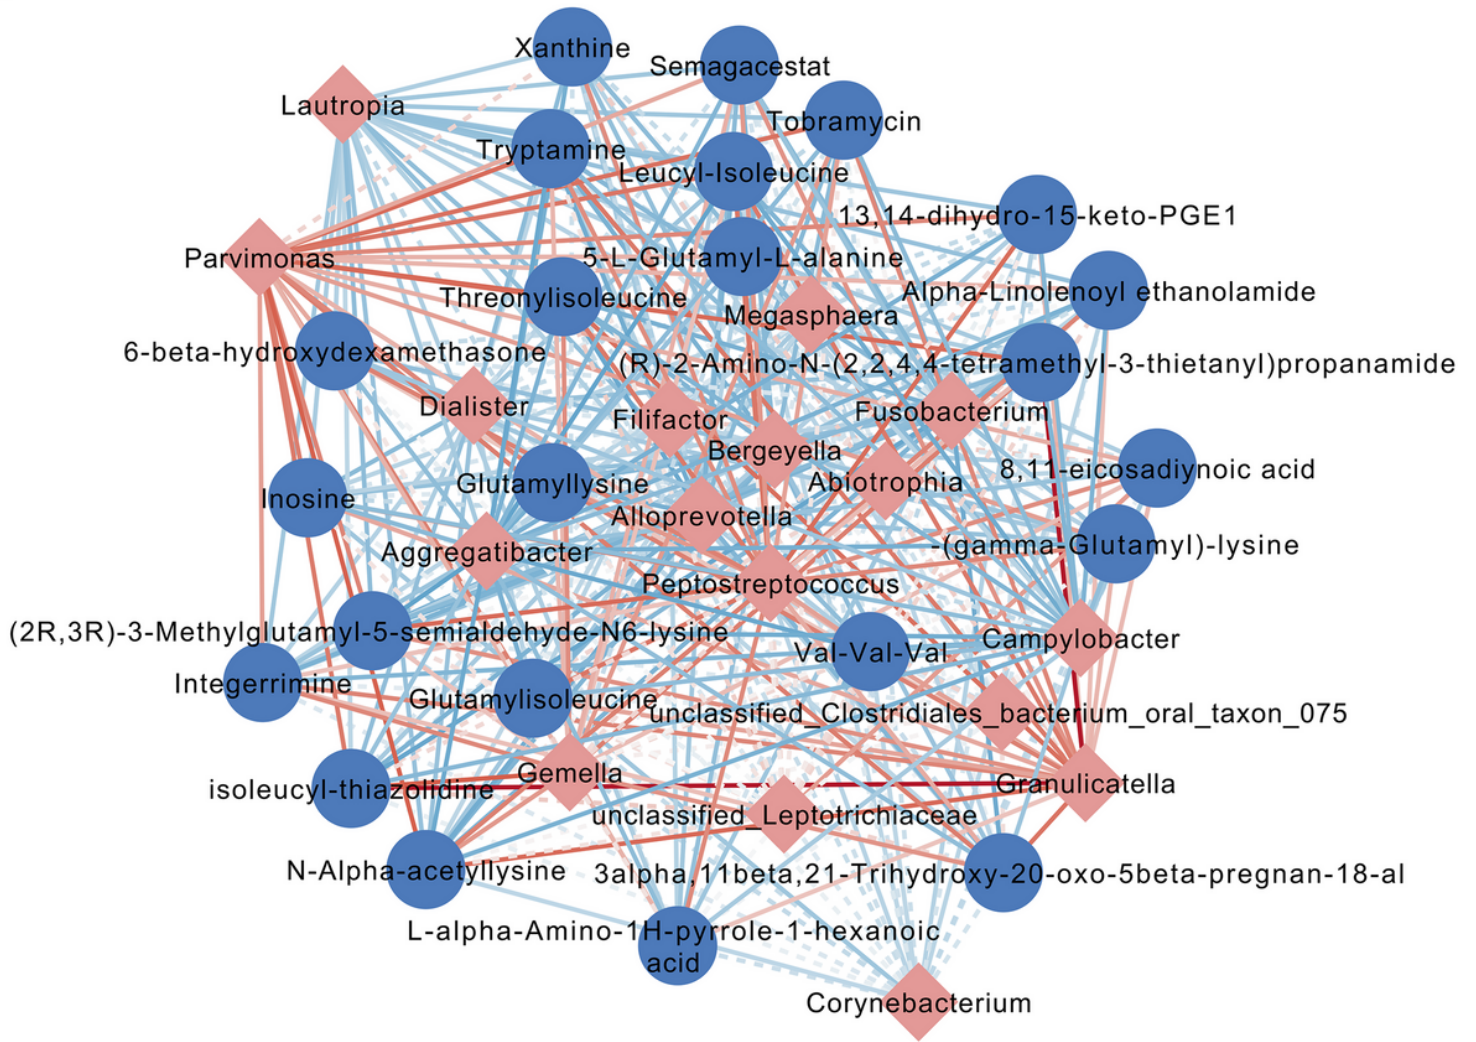 Xanthine
Semagacestat
Lautropia
Tobramycin
Tryptamine
Leucyl-Isoleucine
13,14-dihydro-15-keto-PGE1
Parvimonas
5-L-Glutamyl-L-alanine
Threonylisoleucine
Alpha-Linolenoyl ethanolamide
Megasphaera
6-beta-hydroxydexamethasone
(R)-2-Amino-N-(2,2,4,4-tetramethyl-3-thietanyl)propanamide
Dialister
Filifactor
Fusobacterium
Bergeyella
8,11-eicosadiynoic acid
Inosine
Glutamyllysine
Abiotrophia
Alloprevotella
Aggregatibacter
-(gamma-Glutamyl)-lysine
Peptostreptococcus
(2R,3R)-3-Methylglutamyl-5-semialdehyde-N6-lysine
Val-Val-Val
Campylobacter
Integerrimine
Glutamylisoleucine
unclassified_Clostridiales_bacterium_oral_taxon_075
isoleucyl-thiazolidine
Gemella
Granulicatella
unclassified_Leptotrichiaceae
N-Alpha-acetyllysine
3alpha,11beta,21-Trihydroxy-20-oxo-5beta-pregnan-18-al
L-alpha-Amino-1H-pyrrole-1-hexanoic
acid
Corynebacterium